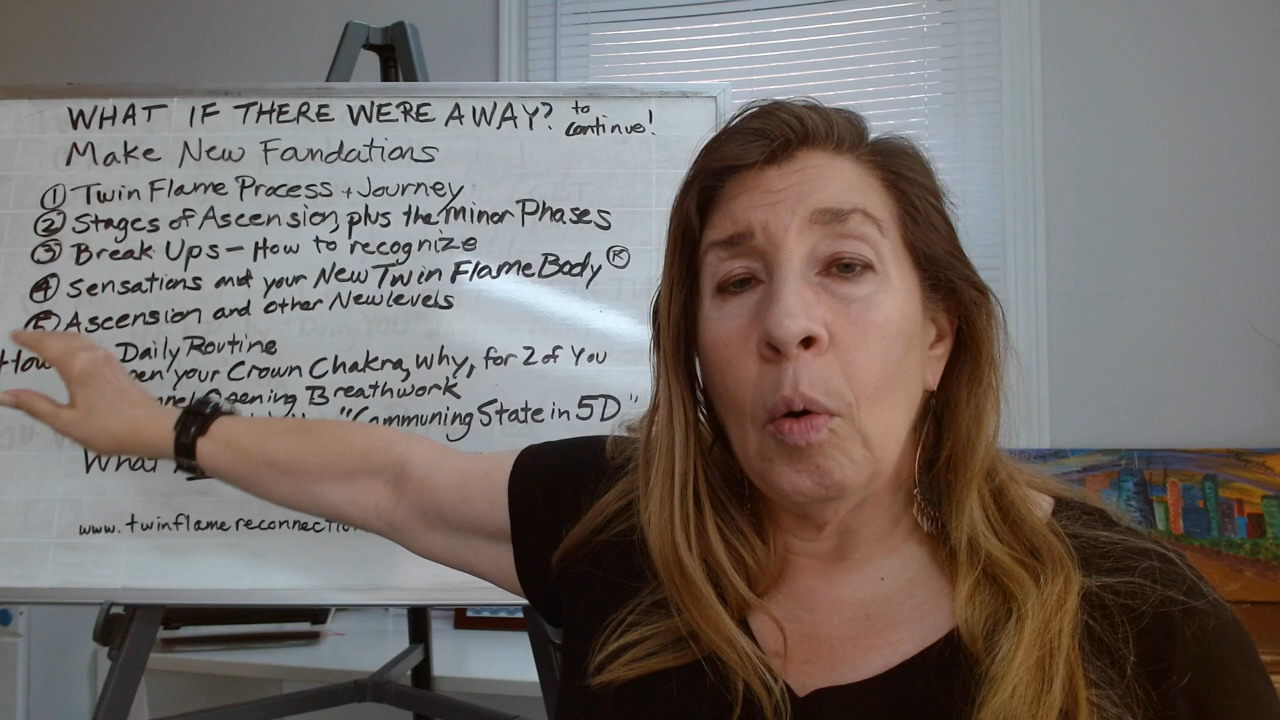 WHAT IF THERE WERE A WAY? to continue!
Make New Foundations
① Twin Flame Process + Journey
② Stages of Ascension, plus the minor Phases
③ Break Ups - How to recognize
④ Sensations and your New Twin Flame Body ®
⑤ Ascension and other New levels
How Daily Routine
your Crown Chakra, why, for 2 of You
Opening Breathwork
"Communing State in 5D"
What
www.twinflamereconnectio